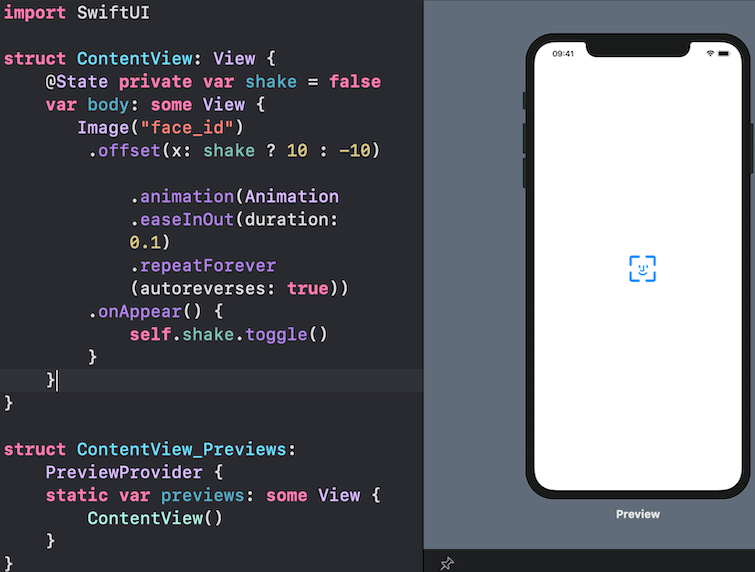 import SwiftUI
struct ContentView: View {
@State private var shake = false
var body: some View {
Image("face_id")
.offset(x: shake ? 10 : -10)
.animation(Animation
.easeInOut(duration:
0.1)
.repeatForever
(autoreverses: true))
.onAppear() {
self.shake.toggle()
}
}
}
struct ContentView_Previews:
PreviewProvider {
static var previews: some View {
ContentView()
}
}
09:41
Preview